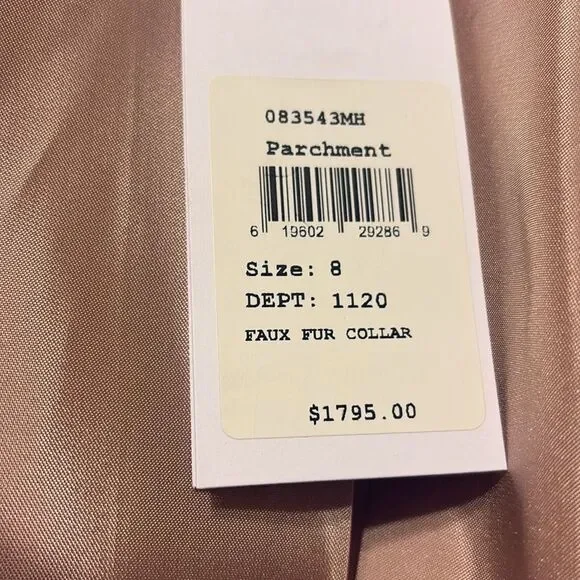 083543MH
Parchment
6 19602 29286 9
Size: 8
DEPT: 1120
FAUX FUR COLLAR
$1795.00